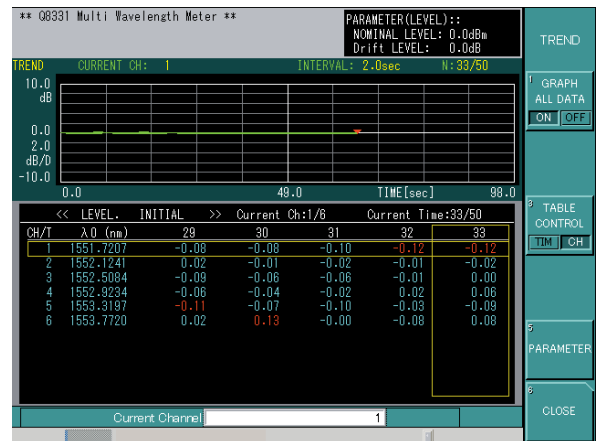 ** Q8331 Multi Wavelength Meter **
PARAMETER(LEVEL)::
NOMINAL LEVEL: 0.0dBm
Drift LEVEL: 0.0dB
TREND
TREND CURRENT CH: 1 INTERVAL: 2.0sec N:33/50
10.0
dB
0.0
2.0
dB/D
-10.0
0.0 49.0 TIME[sec] 98.0
1 GRAPH
ALL DATA
ON OFF
<< LEVEL. INITIAL >> Current Ch:1/6 Current Time:33/50
CH/T λ0 (nm) 29 30 31 32 33
1 1551.7207 -0.08 -0.08 -0.10 -0.12 -0.12
2 1552.1241 0.02 -0.01 -0.02 -0.01 -0.02
3 1552.5084 -0.09 -0.06 -0.06 -0.01 0.00
4 1552.9234 -0.06 -0.04 -0.02 0.02 0.06
5 1553.3197 -0.11 -0.07 -0.10 -0.03 -0.09
6 1553.7720 0.02 0.13 -0.00 -0.08 0.08
3 TABLE
CONTROL
TIM CH
5
PARAMETER
6
CLOSE
Current Channel 1